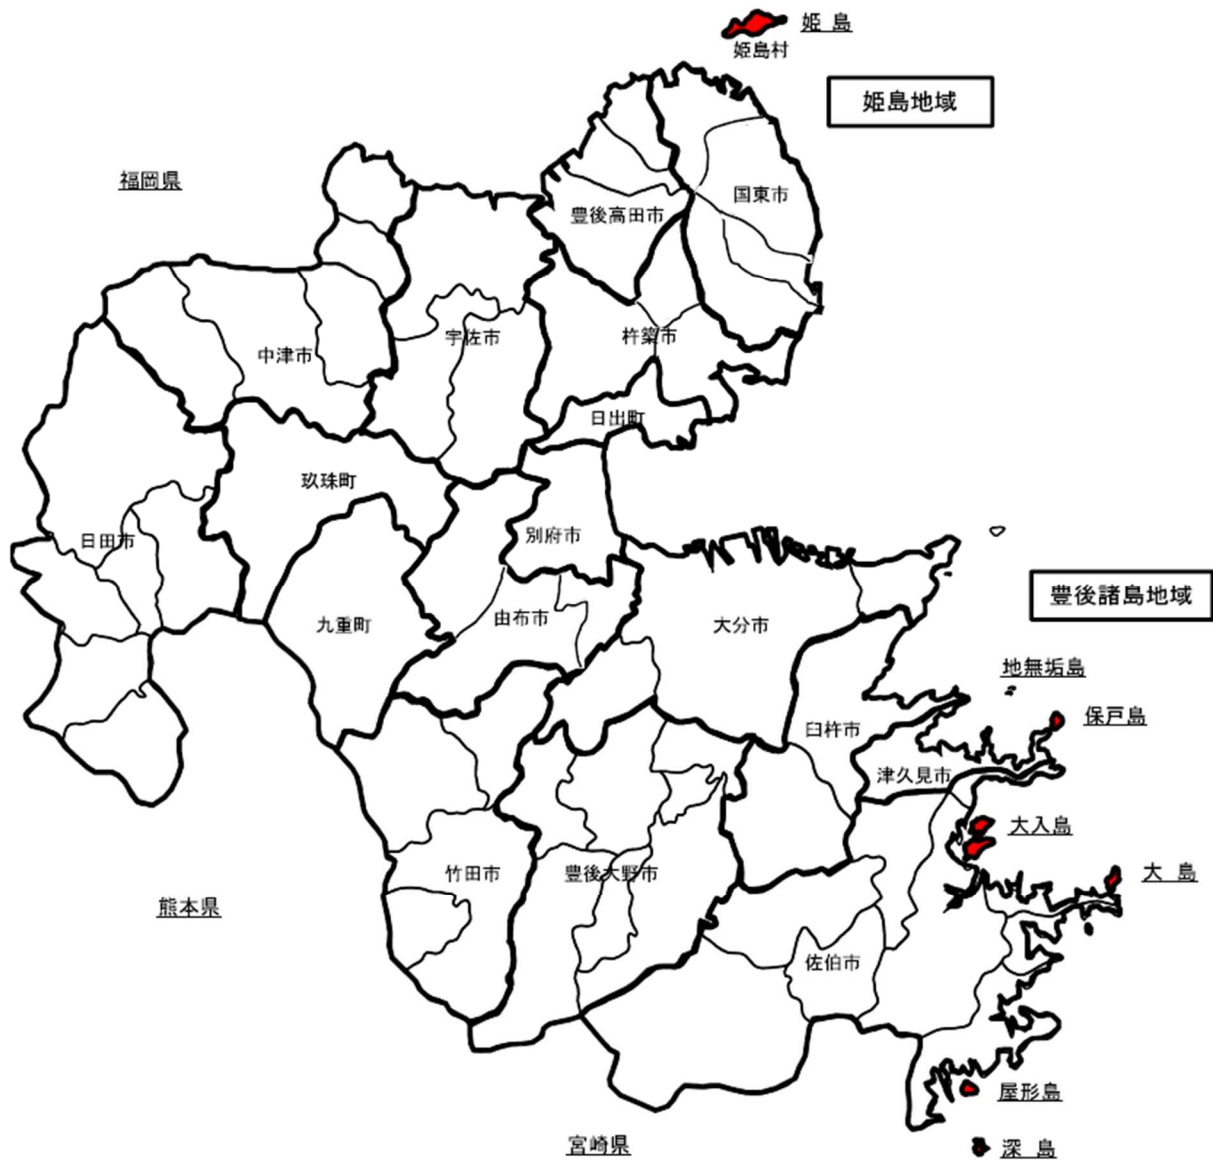 姫 島
姫島村
姫島地域
福岡県
国東市
豊後高田市
宇佐市
杵築市
中津市
日出町
玖珠町
別府市
日田市
豊後諸島地域
九重町
由布市
大分市
地無垢島
保戸島
臼杵市
津久見市
大入島
竹田市
豊後大野市
大 島
熊本県
佐伯市
屋形島
宮崎県
深 島